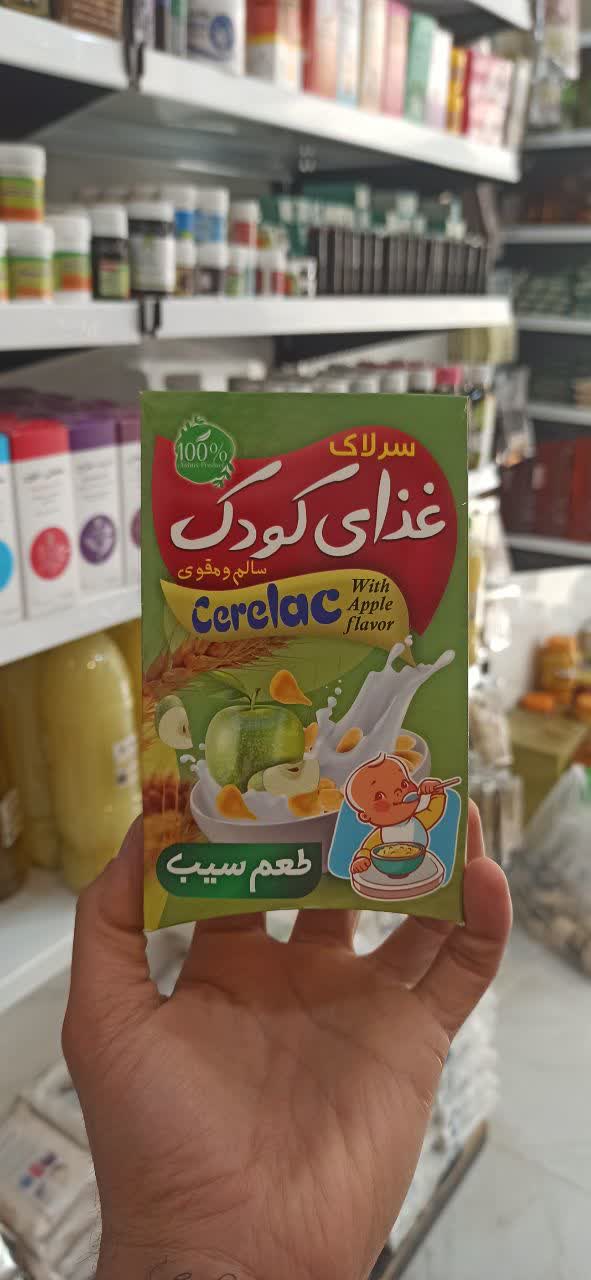 100%
سرلاک
غذای کودک
سالم و مقوی
Cerelac
With
Apple
flavor
طعم سیب